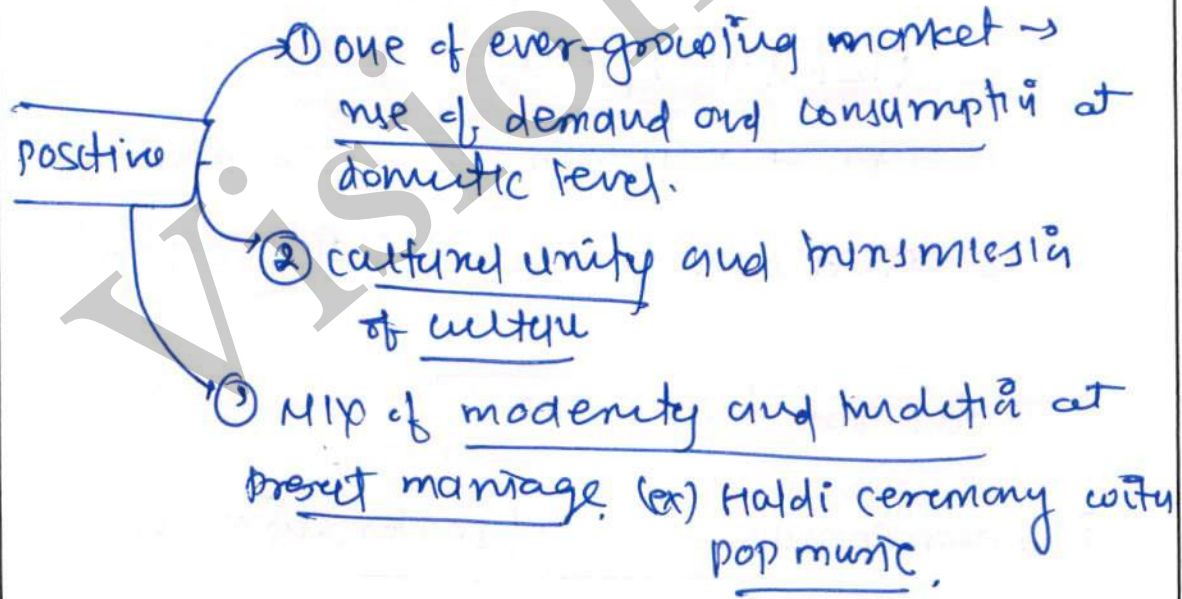 ① one of ever-growing market →
rise of demand and consumption at
positive
domestic level.
② cultural unity and transmission
of culture
③ Mix of modernity and tradition at
present marriage. (ex) Haldi ceremony with
pop music.
Vision